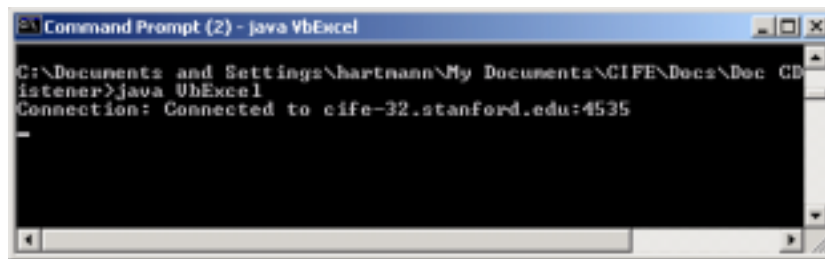 Command Prompt (2) - java VbExcel
C:\Documents and Settings\hartmann\My Documents\CIFE\Docs\Doc CD
istener>java VbExcel
Connection: Connected to cife-32.stanford.edu:4535